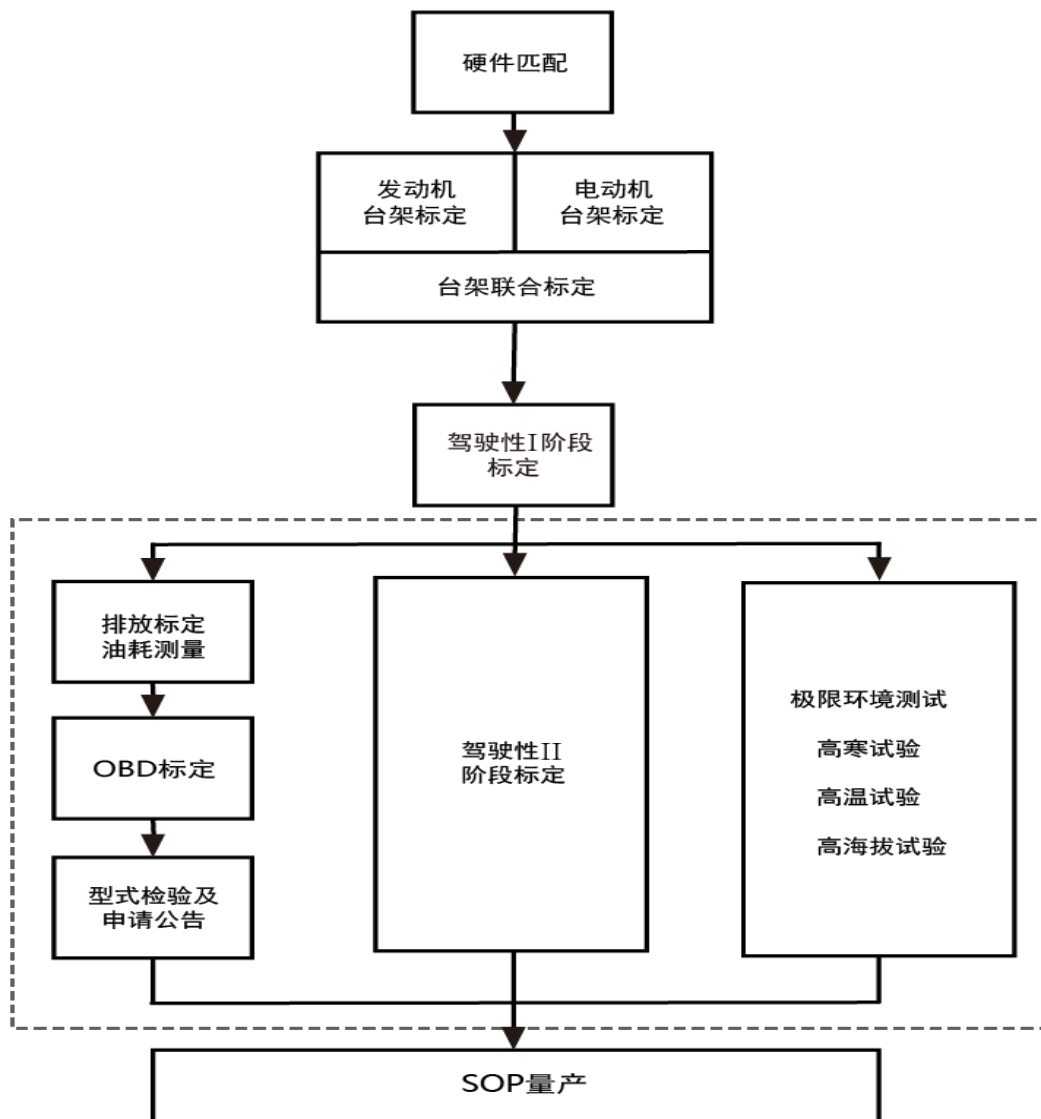 硬件匹配
发动机
台架标定
电动机
台架标定
台架联合标定
驾驶性I阶段
标定
排放标定
油耗测量
OBD标定
型式检验及
申请公告
驾驶性II
阶段标定
极限环境测试
高寒试验
高温试验
高海拔试验
SOP量产